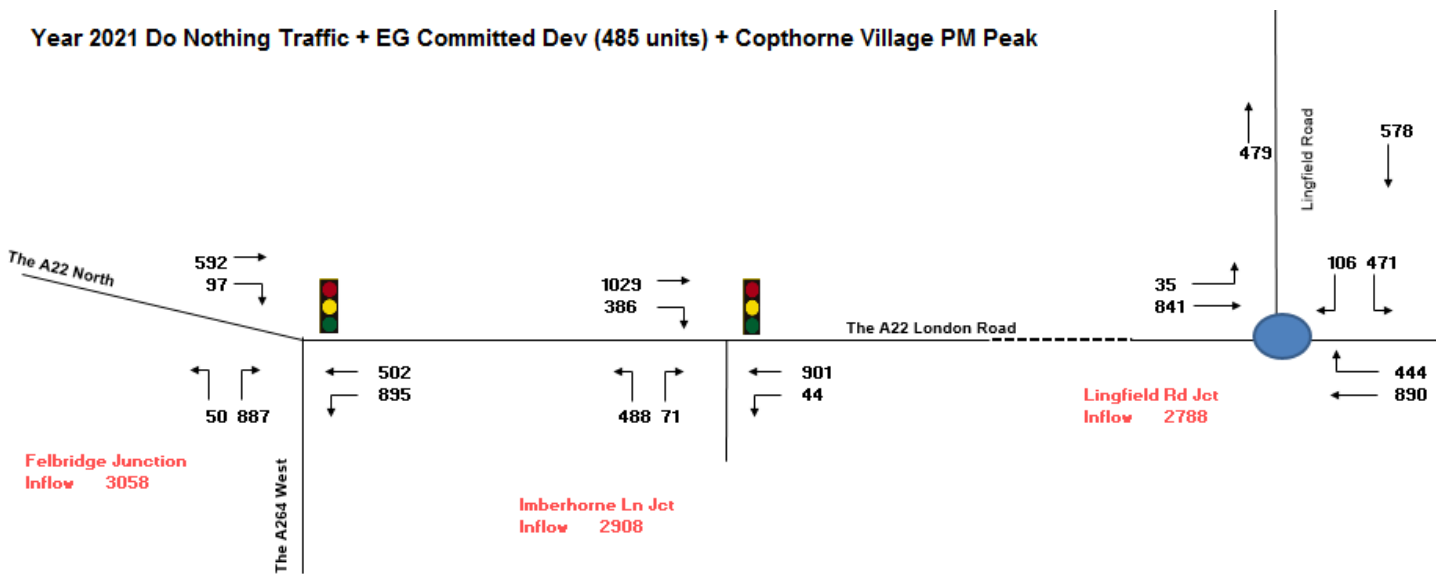 Year 2021 Do Nothing Traffic + EG Committed Dev (485 units) + Copthorne Village PM Peak
479
Lingfield Road
578
The A22 North
592
97
1029
386
35
841
106 471
The A22 London Road
502
895
50 887
901
44
488 71
444
890
Lingfield Rd Jct
Inflow 2788
Felbridge Junction
Inflow 3058
The A264 West
Imberhorne Ln Jct
Inflow 2908